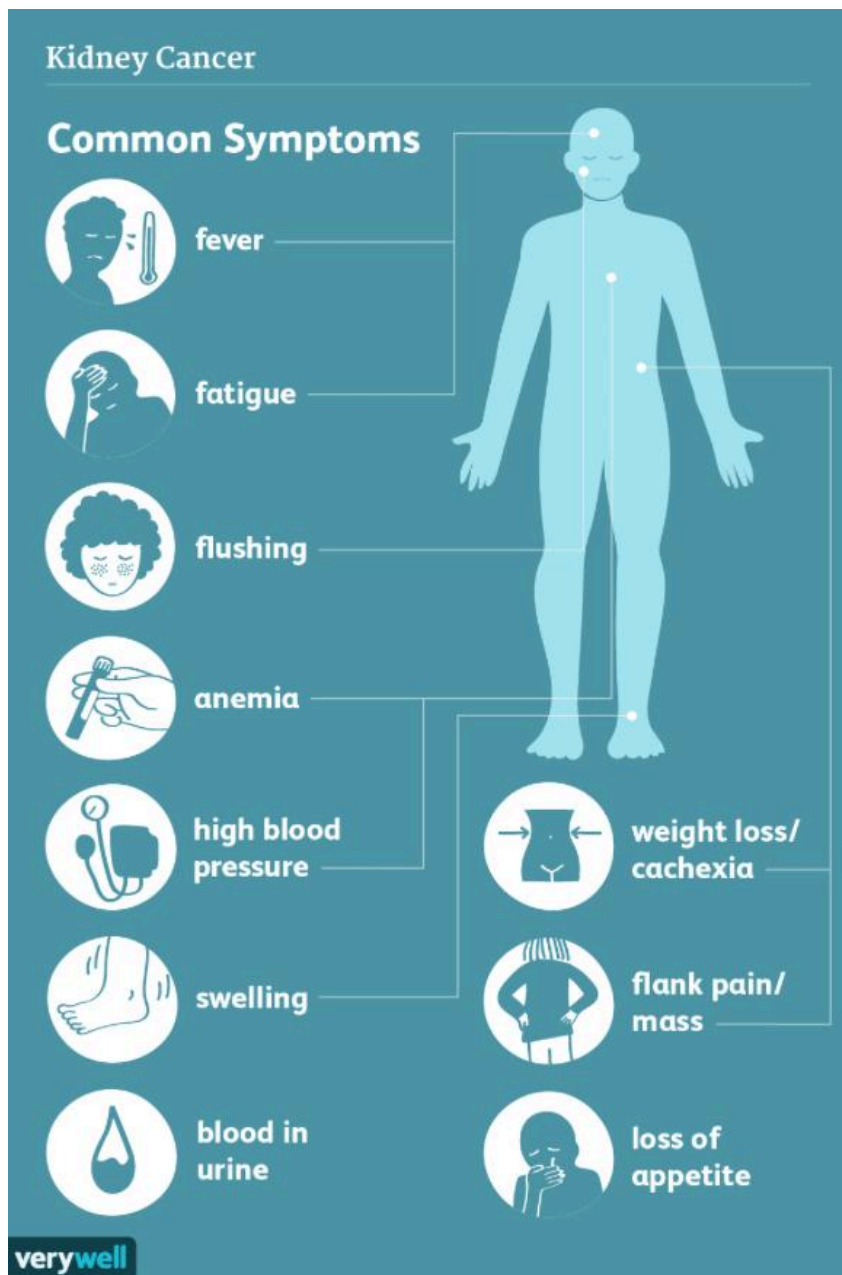 Kidney Cancer
Common Symptoms
fever
fatigue
flushing
anemia
high blood
pressure
swelling
blood in
urine
weight loss/
cachexia
flank pain/
mass
loss of
appetite
verywell